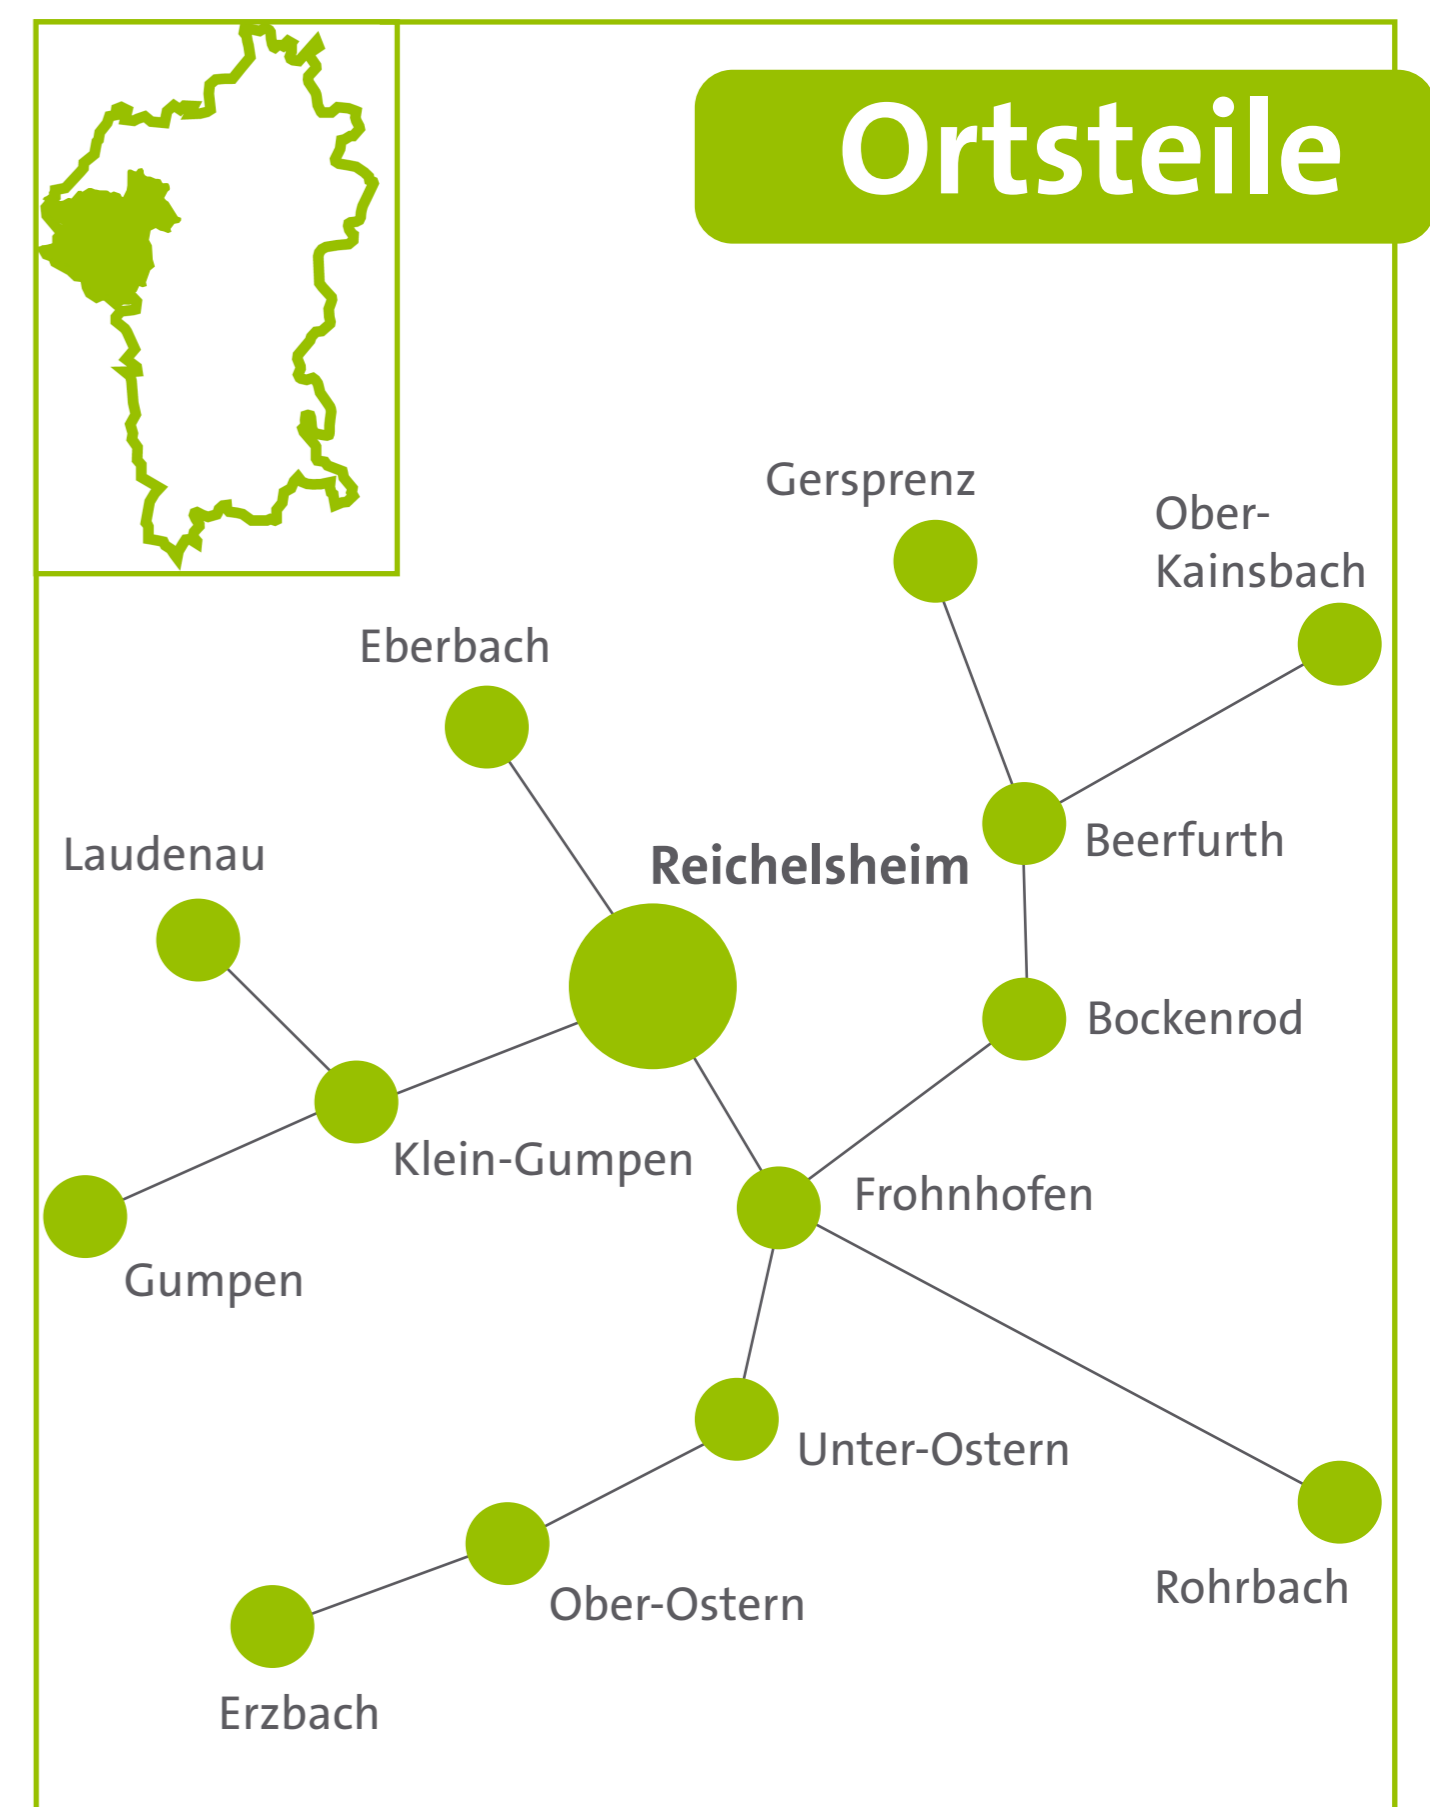 Ortsteile
Gersprenz
Ober-
Kainsbach
Eberbach
Beerfurth
Laudenau
Reichelsheim
Bockenrod
Klein-Gumpen
Frohnhofen
Gumpen
Unter-Ostern
Rohrbach
Ober-Ostern
Erzbach